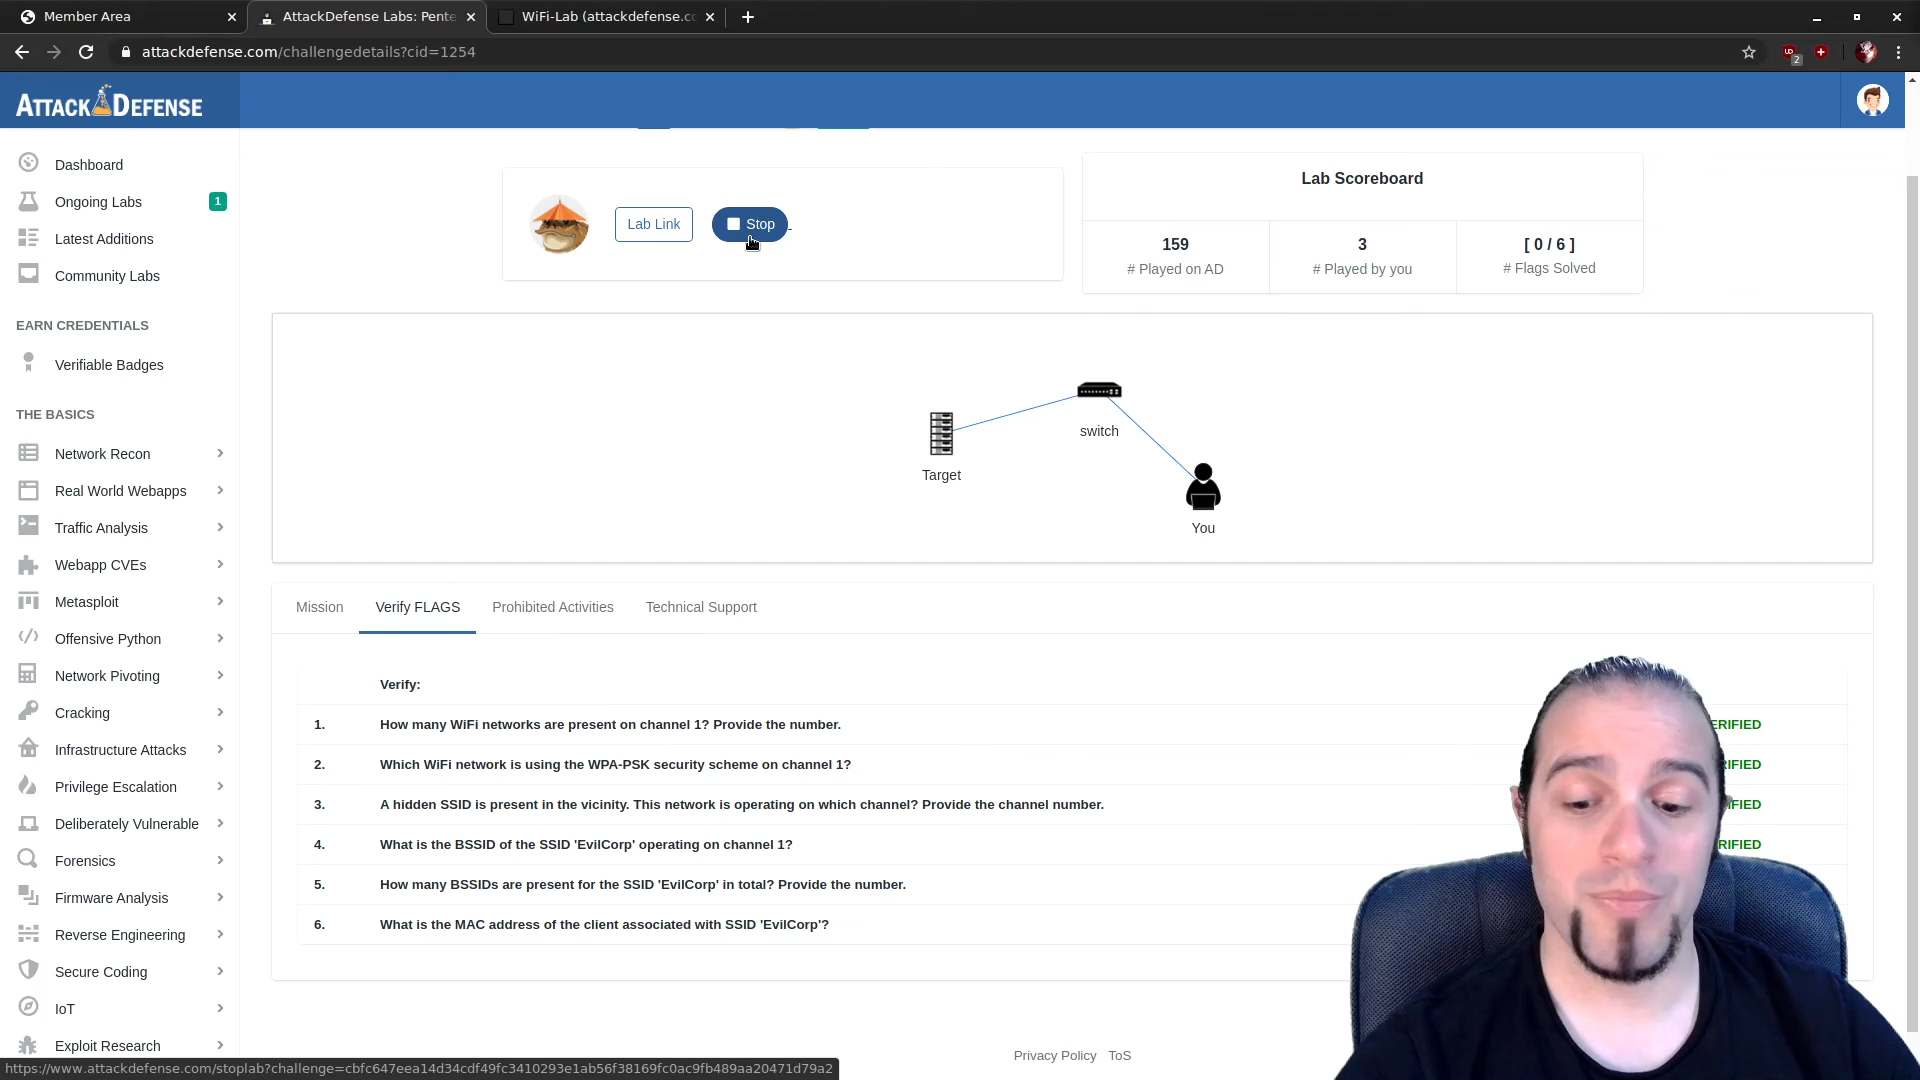 Member Area
AttackDefense Labs: Pente
WiFi-Lab (attackdefense.co
attackdefense.com/challengedetails?cid=1254
2
ATTACK DEFENSE
Dashboard
Ongoing Labs
1
Latest Additions
Community Labs
EARN CREDENTIALS
Verifiable Badges
THE BASICS
Network Recon
Real World Webapps
Traffic Analysis
Webapp CVEs
Metasploit
Offensive Python
Network Pivoting
Cracking
Infrastructure Attacks
Privilege Escalation
Deliberately Vulnerable
Forensics
Firmware Analysis
Reverse Engineering
Secure Coding
IoT
Exploit Research
Lab Link
Stop
Lab Scoreboard
159
# Played on AD
3
# Played by you
[ 0 / 6 ]
# Flags Solved
switch
Target
You
Mission
Verify FLAGS
Prohibited Activities
Technical Support
Verify:
1. How many WiFi networks are present on channel 1? Provide the number. ERIFIED
2. Which WiFi network is using the WPA-PSK security scheme on channel 1? RIFIED
3. A hidden SSID is present in the vicinity. This network is operating on which channel? Provide the channel number. IFIED
4. What is the BSSID of the SSID 'EvilCorp' operating on channel 1? RIFIED
5. How many BSSIDs are present for the SSID 'EvilCorp' in total? Provide the number.
6. What is the MAC address of the client associated with SSID 'EvilCorp'?
Privacy Policy ToS
https://www.attackdefense.com/stoplab?challenge=cbfc647eea14d34cdf49fc3410293e1ab56f38169fc0ac9fb489aa20471d79a2